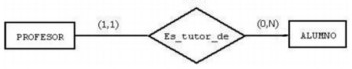 (1,1) (0,N)
PROFESOR Es_tutor_de ALUMNO